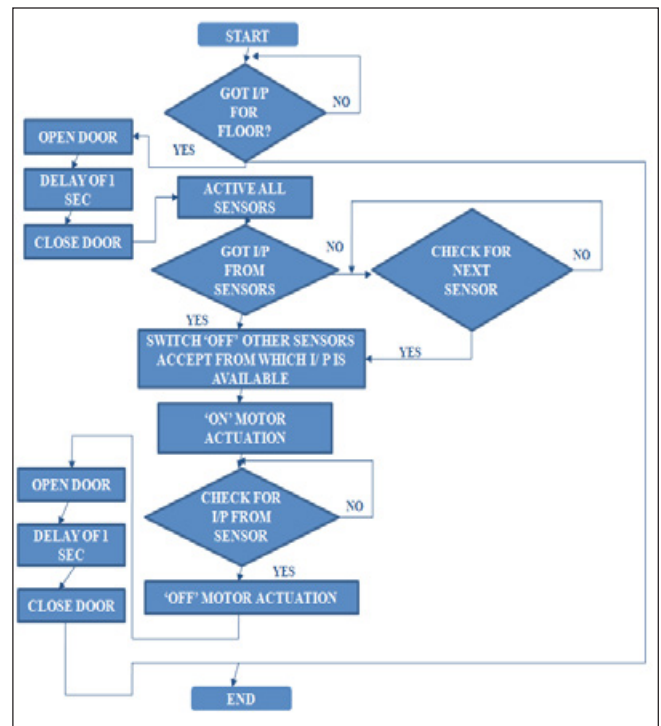 START
GOT I/P
FOR
FLOOR?
NO
YES
OPEN DOOR
DELAY OF 1
SEC
CLOSE DOOR
ACTIVE ALL
SENSORS
GOT I/P
FROM
SENSORS
NO
CHECK FOR
NEXT
SENSOR
NO
YES
YES
SWITCH ‘OFF’ OTHER SENSORS
ACCEPT FROM WHICH I/ P IS
AVAILABLE
‘ON’ MOTOR
ACTUATION
CHECK FOR
I/P FROM
SENSOR
NO
YES
‘OFF’ MOTOR ACTUATION
OPEN DOOR
DELAY OF 1
SEC
CLOSE DOOR
END